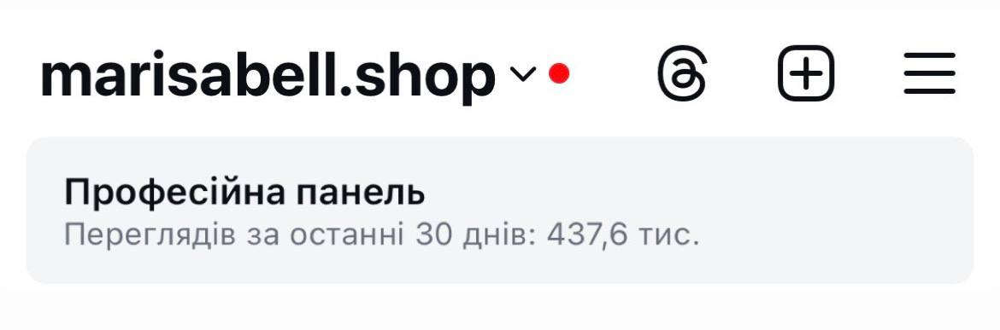 marisabell.shop
Професійна панель
Переглядів за останні 30 днів: 437,6 тис.